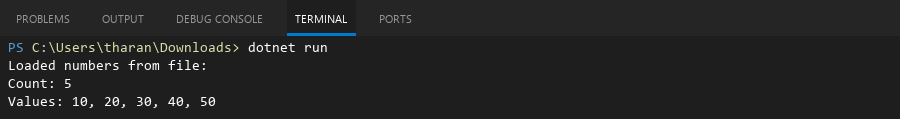 PROBLEMS OUTPUT DEBUG CONSOLE TERMINAL PORTS
PS C:\Users\tharan\Downloads> dotnet run
Loaded numbers from file:
Count: 5
Values: 10, 20, 30, 40, 50